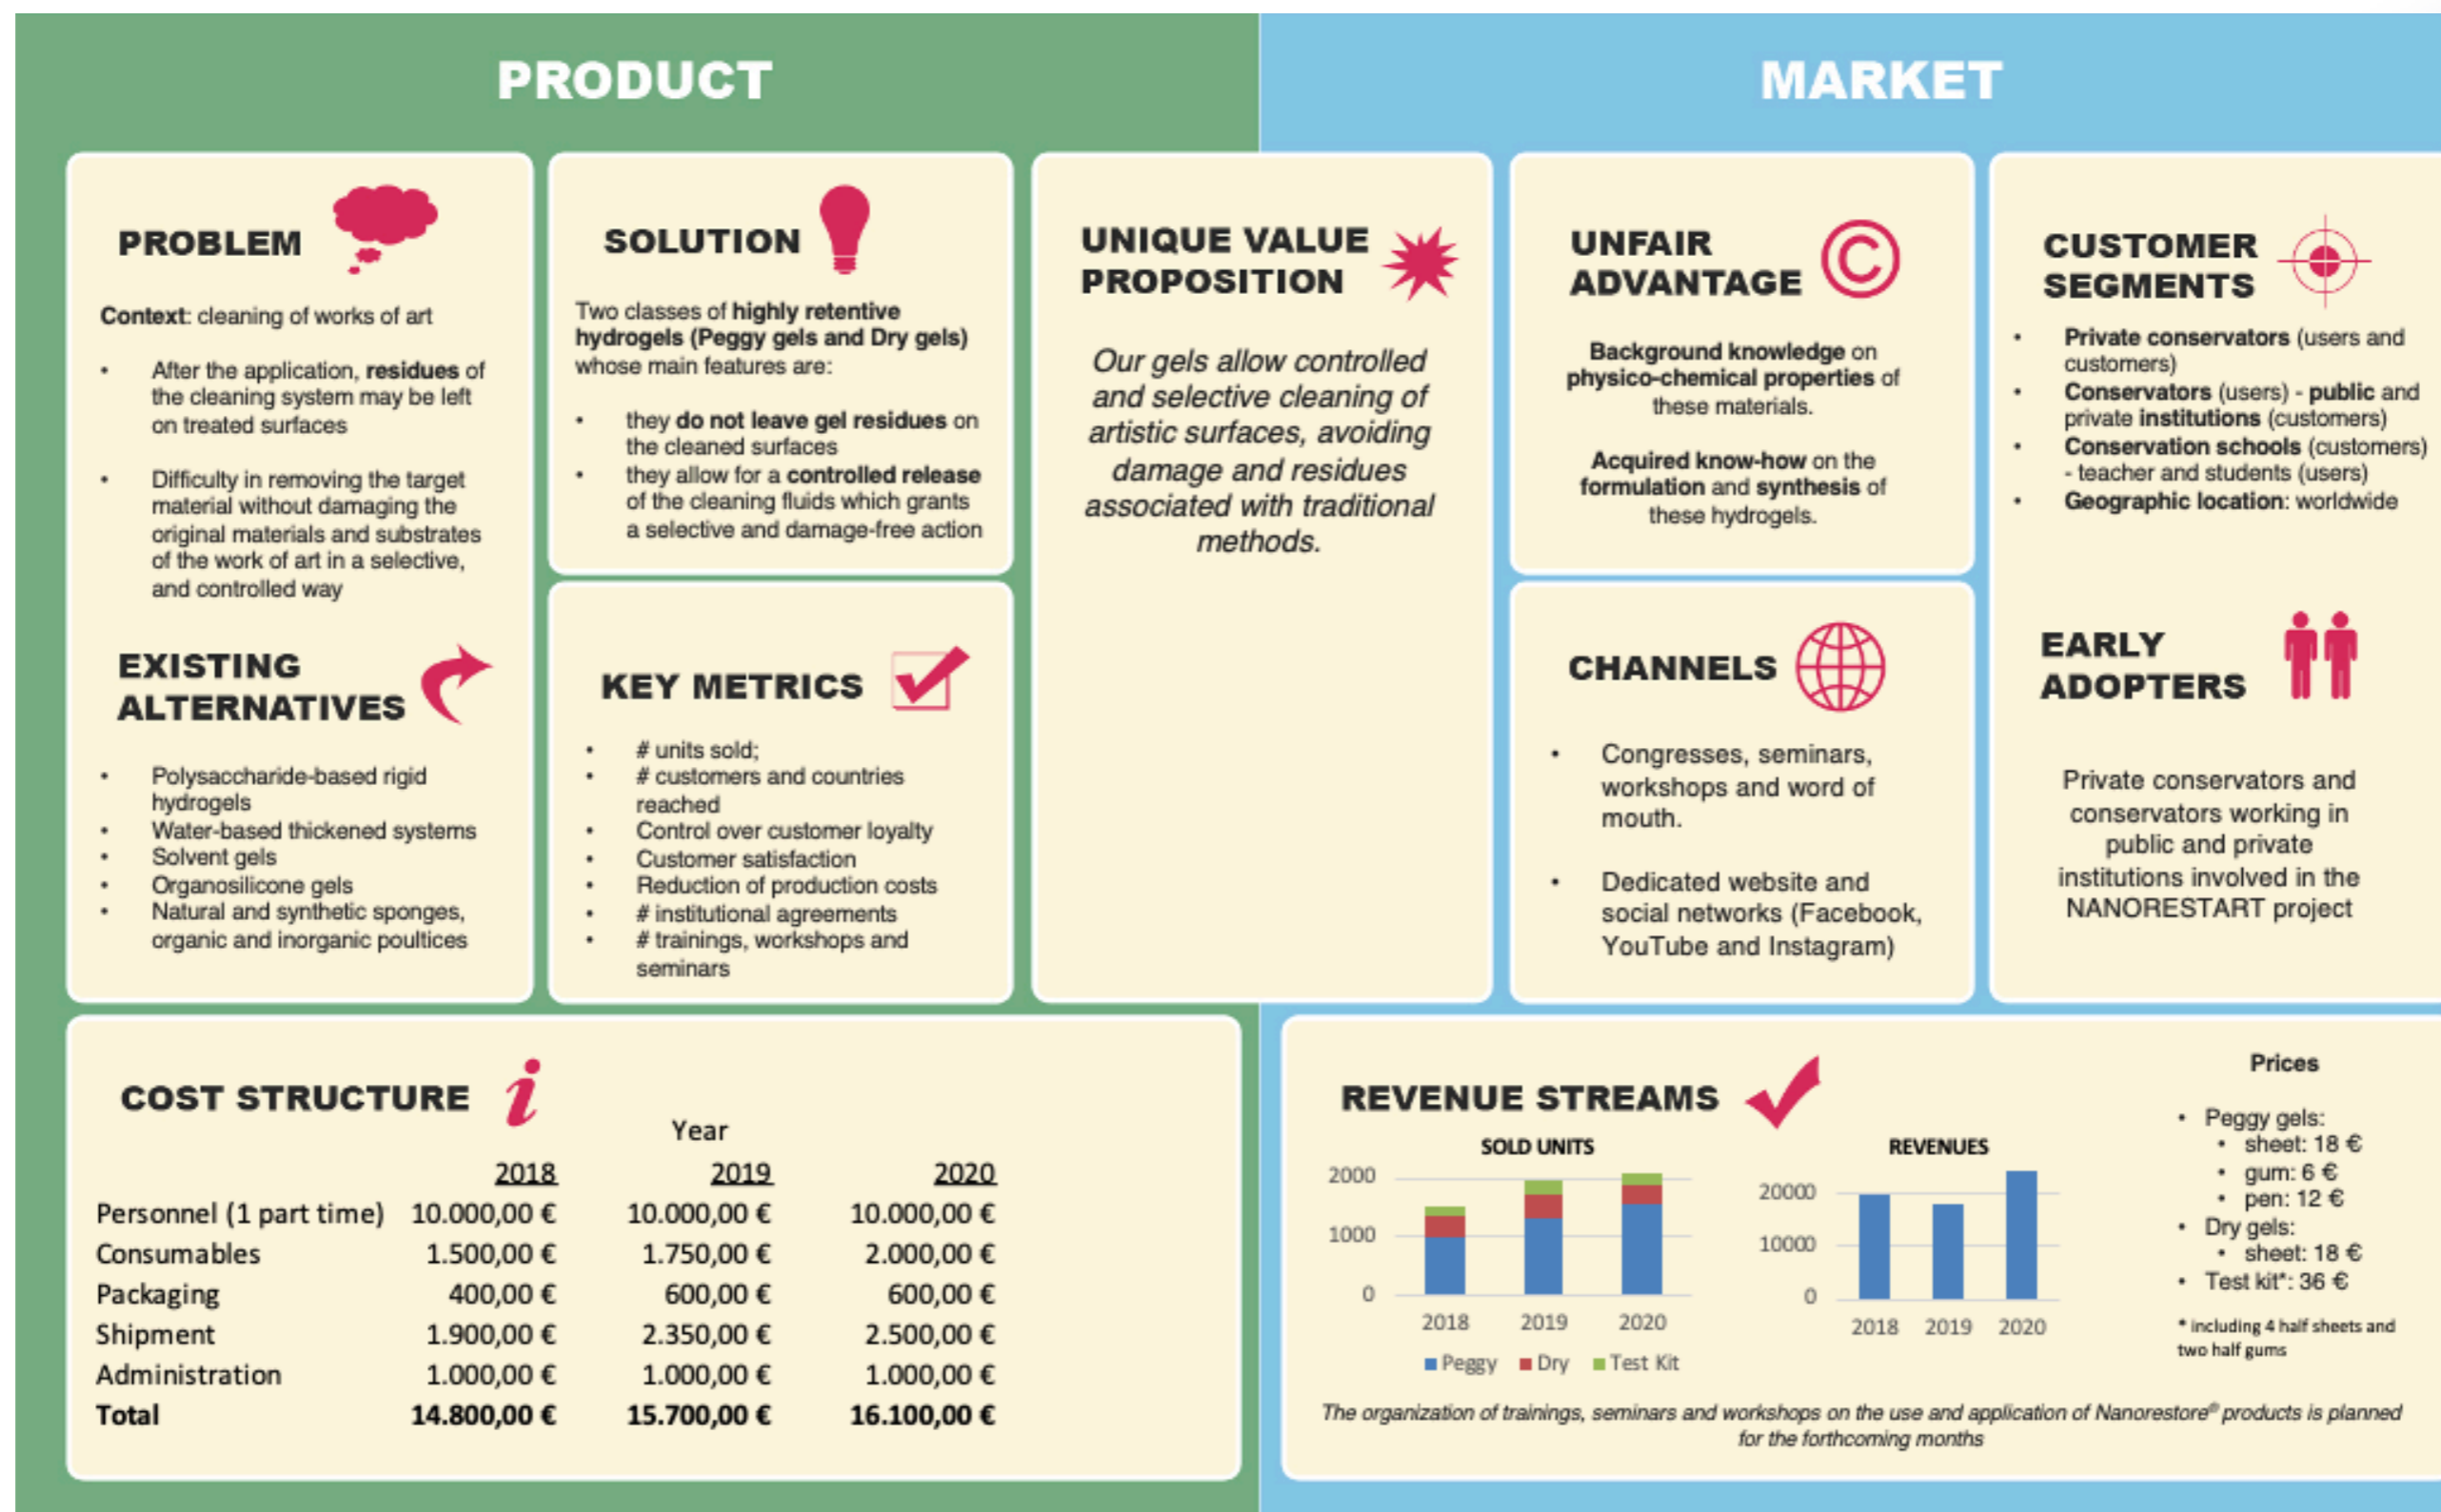 PRODUCT
MARKET
PROBLEM
Context: cleaning of works of art
• After the application, residues of
the cleaning system may be left
on treated surfaces
• Difficulty in removing the target
material without damaging the
original materials and substrates
of the work of art in a selective,
and controlled way
EXISTING
ALTERNATIVES
• Polysaccharide-based rigid
hydrogels
• Water-based thickened systems
• Solvent gels
• Organosilicone gels
• Natural and synthetic sponges,
organic and inorganic poultices
SOLUTION
Two classes of highly retentive
hydrogels (Peggy gels and Dry gels)
whose main features are:
• they do not leave gel residues on
the cleaned surfaces
• they allow for a controlled release
of the cleaning fluids which grants
a selective and damage-free action
KEY METRICS
• # units sold;
• # customers and countries
reached
• Control over customer loyalty
• Customer satisfaction
• Reduction of production costs
• # institutional agreements
• # trainings, workshops and
seminars
UNIQUE VALUE
PROPOSITION
Our gels allow controlled
and selective cleaning of
artistic surfaces, avoiding
damage and residues
associated with traditional
methods.
UNFAIR
ADVANTAGE
©
Background knowledge on
physico-chemical properties of
these materials.
Acquired know-how on the
formulation and synthesis of
these hydrogels.
CHANNELS
• Congresses, seminars,
workshops and word of
mouth.
• Dedicated website and
social networks (Facebook,
YouTube and Instagram)
CUSTOMER
SEGMENTS
• Private conservators (users and
customers)
• Conservators (users) - public and
private institutions (customers)
• Conservation schools (customers)
- teacher and students (users)
• Geographic location: worldwide
EARLY
ADOPTERS
Private conservators and
conservators working in
public and private
institutions involved in the
NANORESTART project
COST STRUCTURE i
Year
2018 2019 2020
Personnel (1 part time) 10.000,00 € 10.000,00 € 10.000,00 €
Consumables 1.500,00 € 1.750,00 € 2.000,00 €
Packaging 400,00 € 600,00 € 600,00 €
Shipment 1.900,00 € 2.350,00 € 2.500,00 €
Administration 1.000,00 € 1.000,00 € 1.000,00 €
Total 14.800,00 € 15.700,00 € 16.100,00 €
REVENUE STREAMS
SOLD UNITS
2000
1000
0
2018 2019 2020
Peggy Dry Test Kit
REVENUES
20000
10000
0
2018 2019 2020
Prices
• Peggy gels:
• sheet: 18 €
• gum: 6 €
• pen: 12 €
• Dry gels:
• sheet: 18 €
• Test kit*: 36 €
* including 4 half sheets and
two half gums
The organization of trainings, seminars and workshops on the use and application of Nanorestore® products is planned
for the forthcoming months